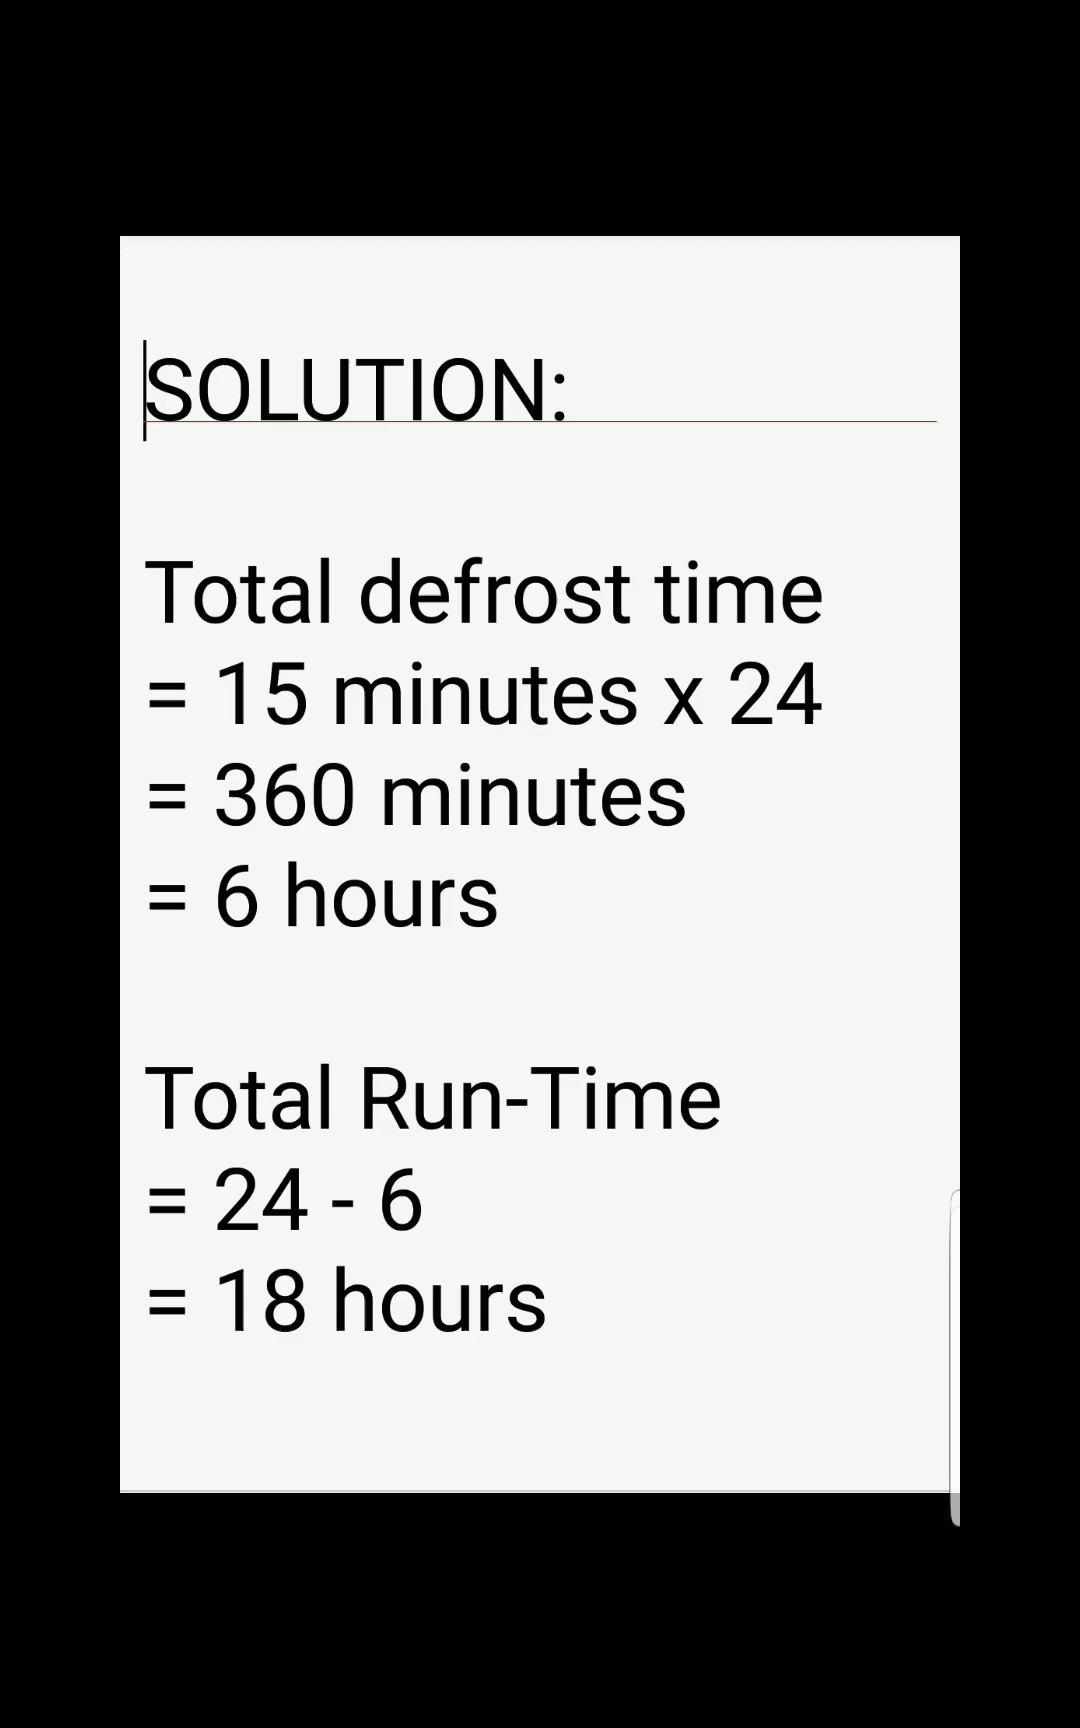 SOLUTION:
Total defrost time
= 15 minutes x 24
= 360 minutes
= 6 hours
Total Run-Time
= 24 - 6
= 18 hours